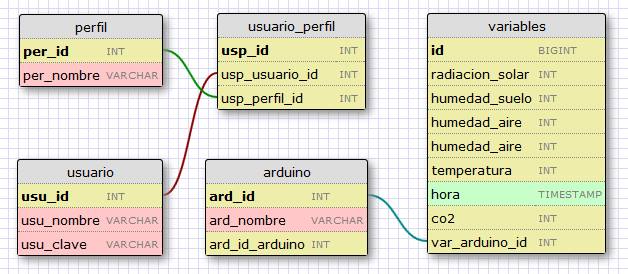 perfil
per_id INT
per_nombre VARCHAR
usuario_perfil
usp_id INT
usp_usuario_id INT
usp_perfil_id INT
variables
id BIGINT
radiacion_solar INT
humedad_suelo INT
humedad_aire INT
humedad_aire INT
temperatura INT
hora TIMESTAMP
co2 INT
var_arduino_id INT
usuario
usu_id INT
usu_nombre VARCHAR
usu_clave VARCHAR
arduino
ard_id INT
ard_nombre VARCHAR
ard_id_arduino INT